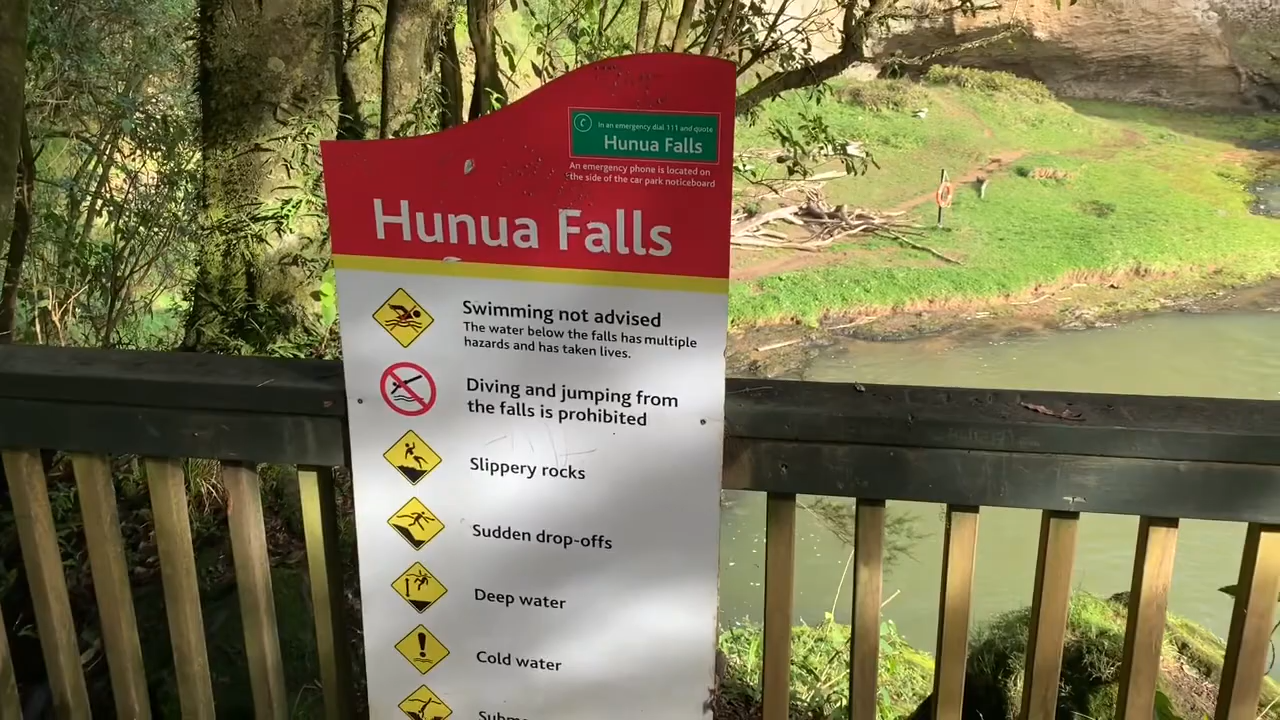 In an emergency dial 111 and quote
Hunua Falls
An emergency phone is located on
the side of the car park noticeboard
Hunua Falls
Swimming not advised
The water below the falls has multiple
hazards and has taken lives.
Diving and jumping from
the falls is prohibited
Slippery rocks
Sudden drop-offs
Deep water
Cold water